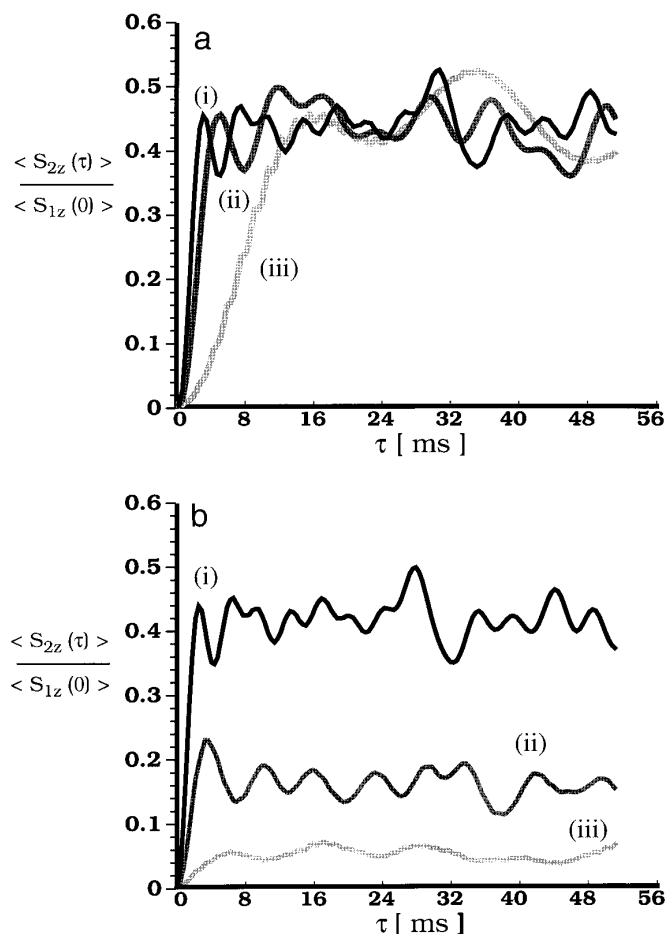 a
0.6
0.5
0.4
0.3
0.2
0.1
0
< S2z (τ) >
< S1z (0) >
(i)
(ii)
(iii)
0 8 16 24 32 40 48 56
τ [ ms ]
b
0.6
0.5
0.4
0.3
0.2
0.1
0
< S2z (τ) >
< S1z (0) >
(i)
(ii)
(iii)
0 8 16 24 32 40 48 56
τ [ ms ]